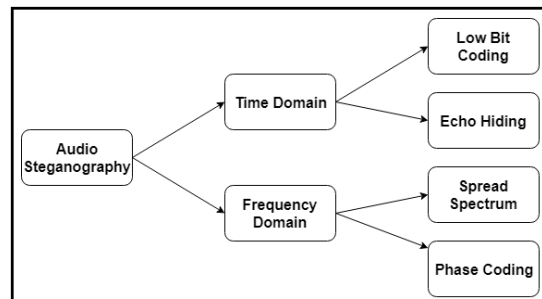 Audio
Steganography
Time Domain
Frequency
Domain
Low Bit
Coding
Echo Hiding
Spread
Spectrum
Phase Coding